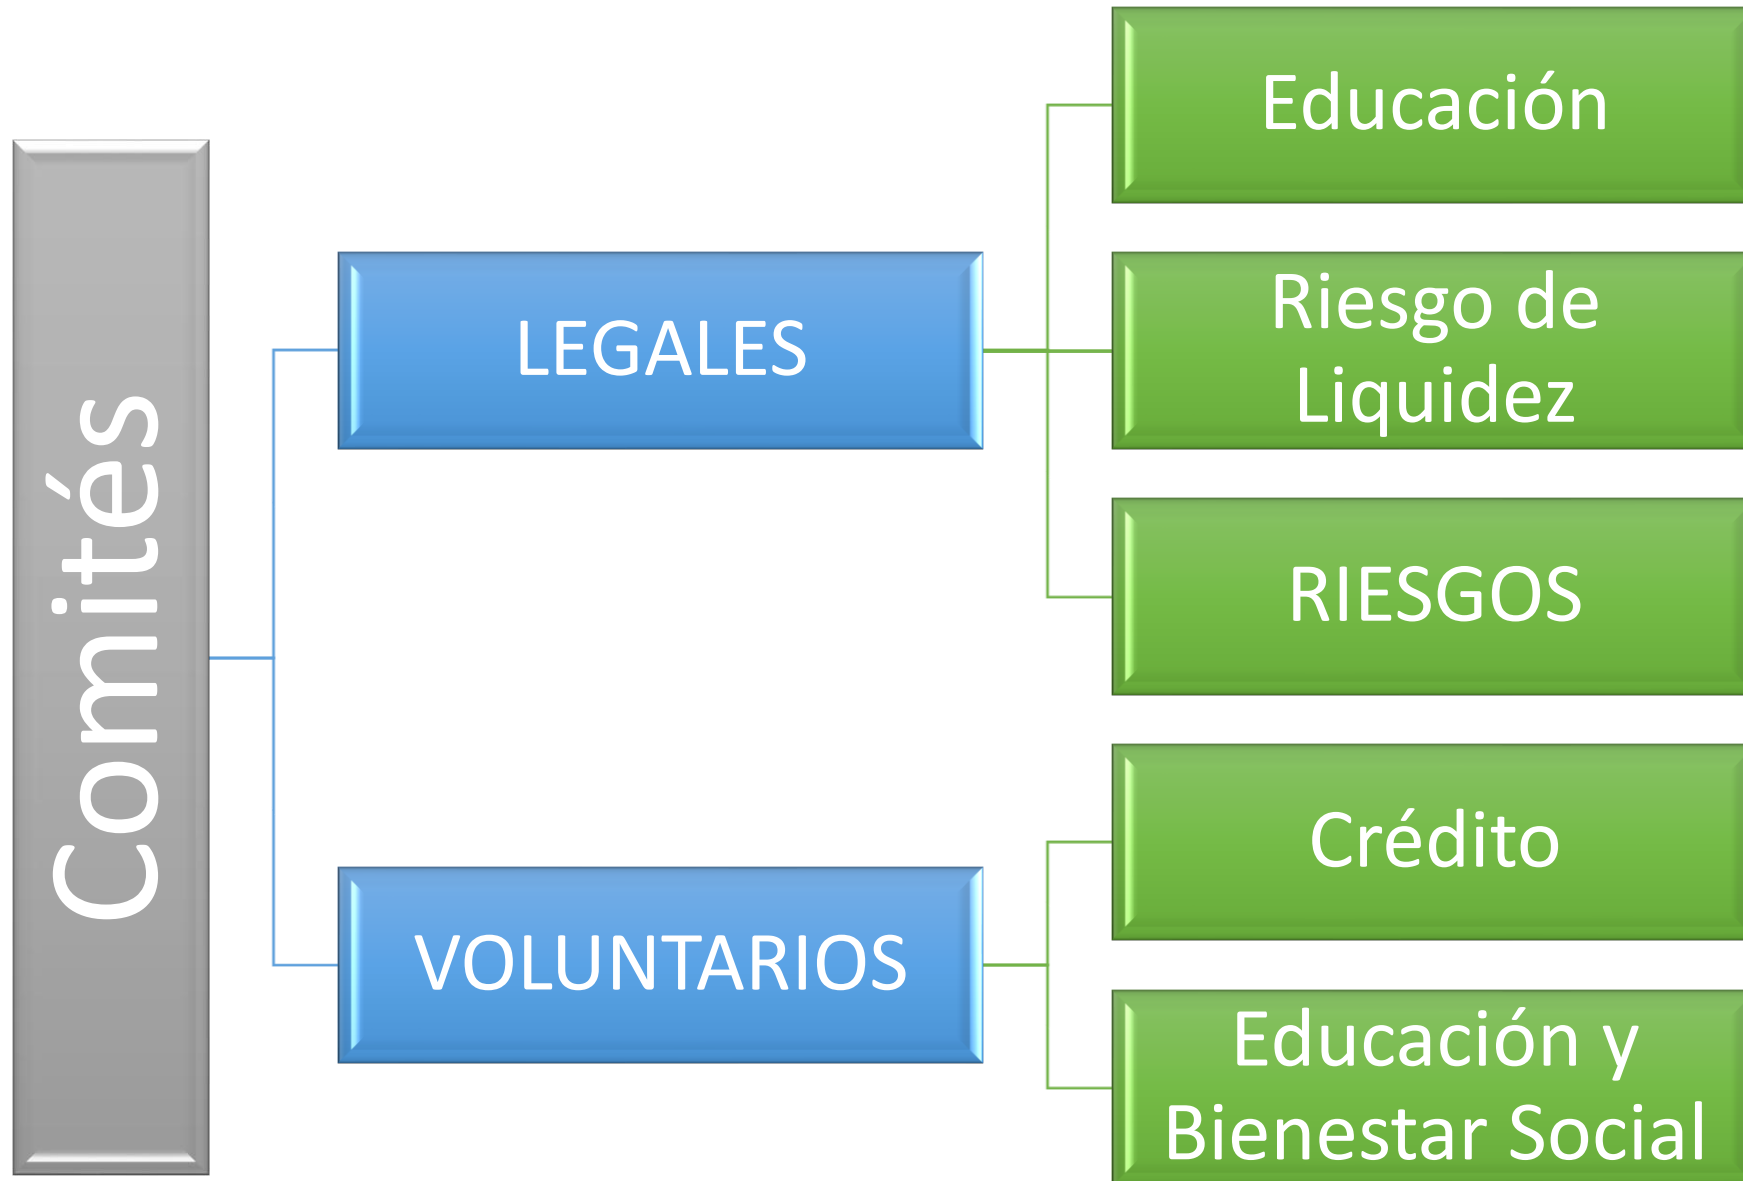 Comités
LEGALES
Educación
Riesgo de
Liquidez
RIESGOS
VOLUNTARIOS
Crédito
Educación y
Bienestar Social